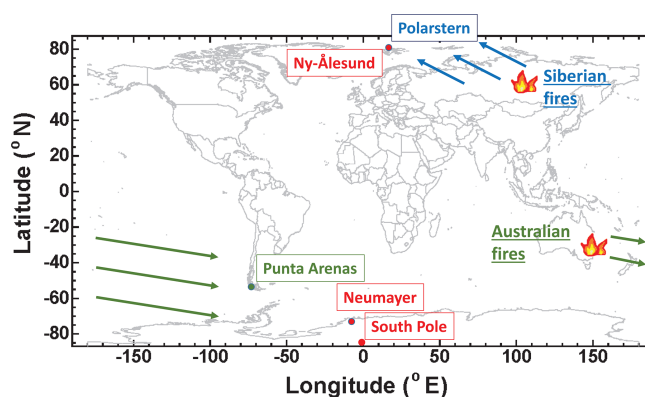 Polarstern
Ny-Ålesund
Siberian
fires
Australian
fires
Punta Arenas
Neumayer
South Pole
80
60
40
20
0
-20
-40
-60
-80
Latitude (°N)
-150
-100
-50
0
50
100
150
Longitude (°E)